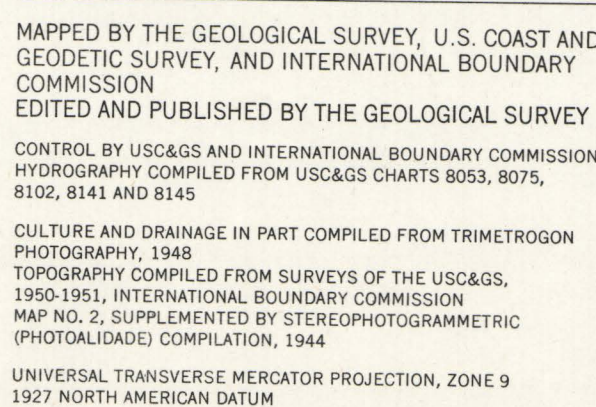 MAPPED BY THE GEOLOGICAL SURVEY, U.S. COAST AND
GEODETIC SURVEY, AND INTERNATIONAL BOUNDARY
COMMISSION
EDITED AND PUBLISHED BY THE GEOLOGICAL SURVEY
CONTROL BY USC&GS AND INTERNATIONAL BOUNDARY COMMISSION
HYDROGRAPHY COMPILED FROM USC&GS CHARTS 8053, 8075,
8102, 8141 AND 8145
CULTURE AND DRAINAGE IN PART COMPILED FROM TRIMETROGON
PHOTOGRAPHY, 1948
TOPOGRAPHY COMPILED FROM SURVEYS OF THE USC&GS,
1950-1951, INTERNATIONAL BOUNDARY COMMISSION
MAP NO. 2, SUPPLEMENTED BY STEREOPHOTOGRAMMETRIC
(PHOTOALIDADE) COMPILATION, 1944
UNIVERSAL TRANSVERSE MERCATOR PROJECTION, ZONE 9
1927 NORTH AMERICAN DATUM